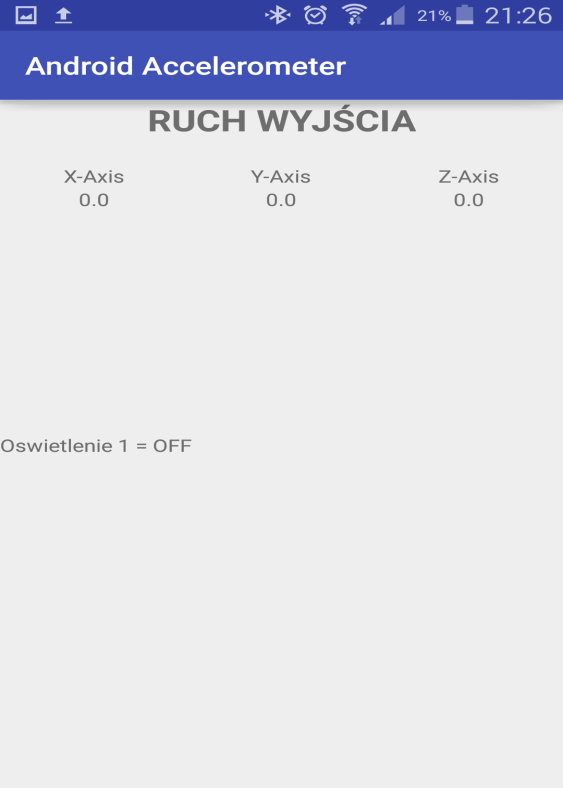 21% 21:26
Android Accelerometer
RUCH WYJŚCIA
X-Axis Y-Axis Z-Axis
0.0 0.0 0.0
Oswietlenie 1 = OFF